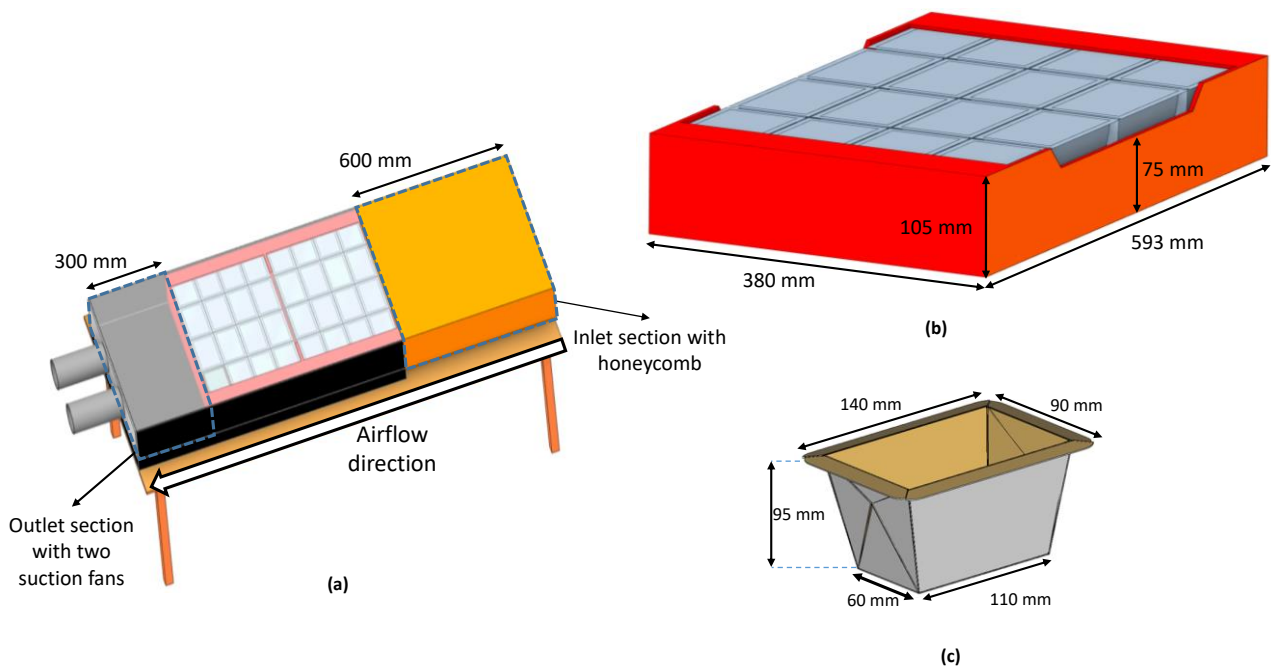 600 mm
300 mm
Inlet section with
honeycomb
Airflow
direction
Outlet section
with two
suction fans
(a)
75 mm
105 mm
593 mm
380 mm
(b)
140 mm
90 mm
95 mm
60 mm
110 mm
(c)